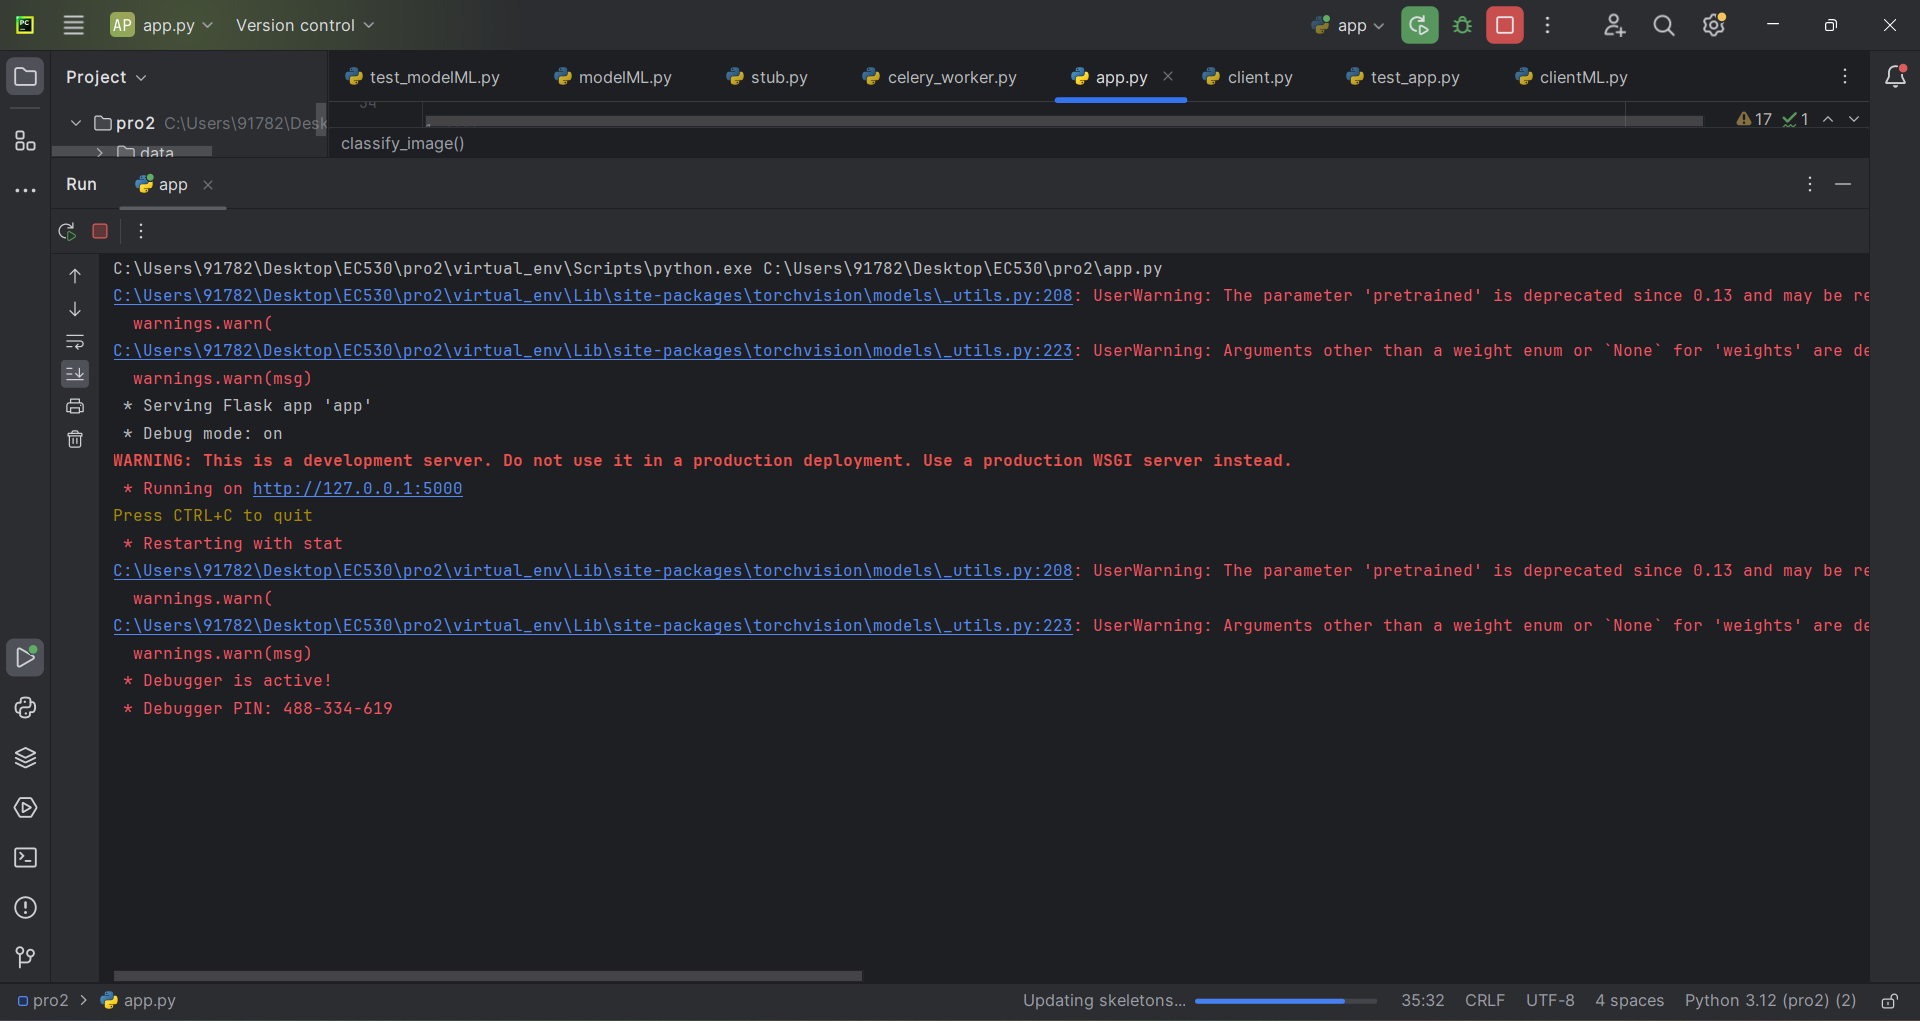 PC
AP app.py Version control app
Project test_modelML.py modelML.py stub.py celery_worker.py app.py client.py test_app.py clientML.py
34
pro2 C:\Users\91782\Desk 17 1
data classify_image()
Run app
C:\Users\91782\Desktop\EC530\pro2\virtual_env\Scripts\python.exe C:\Users\91782\Desktop\EC530\pro2\app.py
C:\Users\91782\Desktop\EC530\pro2\virtual_env\Lib\site-packages\torchvision\models\_utils.py:208: UserWarning: The parameter 'pretrained' is deprecated since 0.13 and may be re
warnings.warn(
C:\Users\91782\Desktop\EC530\pro2\virtual_env\Lib\site-packages\torchvision\models\_utils.py:223: UserWarning: Arguments other than a weight enum or `None` for 'weights' are de
warnings.warn(msg)
* Serving Flask app 'app'
* Debug mode: on
WARNING: This is a development server. Do not use it in a production deployment. Use a production WSGI server instead.
* Running on http://127.0.0.1:5000
Press CTRL+C to quit
* Restarting with stat
C:\Users\91782\Desktop\EC530\pro2\virtual_env\Lib\site-packages\torchvision\models\_utils.py:208: UserWarning: The parameter 'pretrained' is deprecated since 0.13 and may be re
warnings.warn(
C:\Users\91782\Desktop\EC530\pro2\virtual_env\Lib\site-packages\torchvision\models\_utils.py:223: UserWarning: Arguments other than a weight enum or `None` for 'weights' are de
warnings.warn(msg)
* Debugger is active!
* Debugger PIN: 488-334-619
pro2 > app.py Updating skeletons... 35:32 CRLF UTF-8 4 spaces Python 3.12 (pro2) (2)